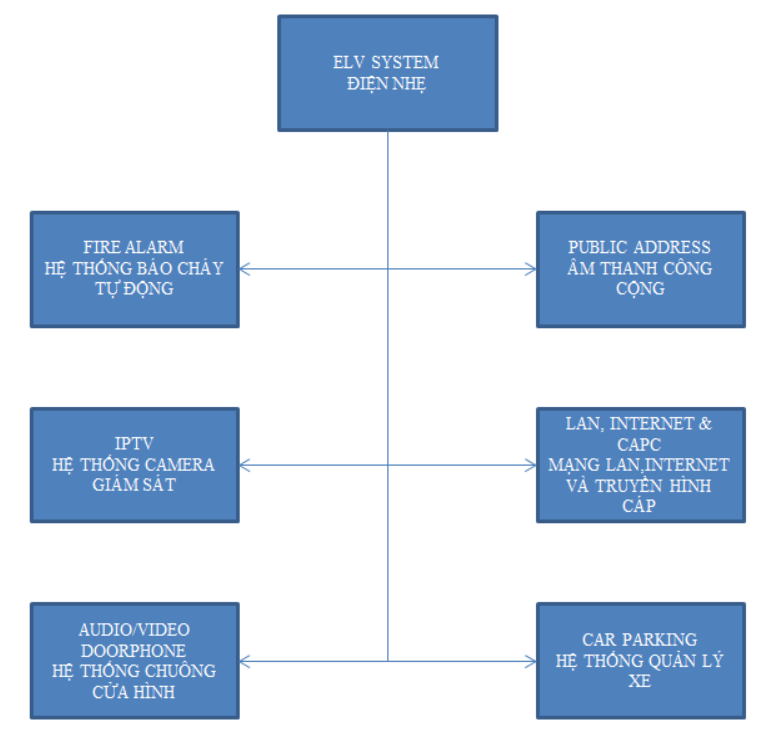 ELV SYSTEM
ĐIỆN NHẸ
FIRE ALARM
HỆ THỐNG BÁO CHÁY
TỰ ĐỘNG
PUBLIC ADDRESS
ÂM THANH CÔNG
CỘNG
IPTV
HỆ THỐNG CAMERA
GIÁM SÁT
LAN, INTERNET &
CAPC
MẠNG LAN,INTERNET
VÀ TRUYỀN HÌNH
CÁP
AUDIO/VIDEO
DOORPHONE
HỆ THỐNG CHUÔNG
CỬA HÌNH
CAR PARKING
HỆ THỐNG QUẢN LÝ
XE